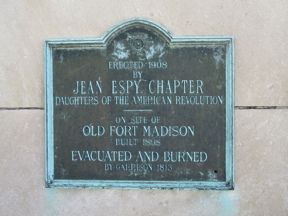 ERECTED 1908
BY
JEAN ESPY CHAPTER
DAUGHTERS OF THE AMERICAN REVOLUTION
ON SITE OF
OLD FORT MADISON
BUILT 1808
EVACUATED AND BURNED
BY GARRISON 1813